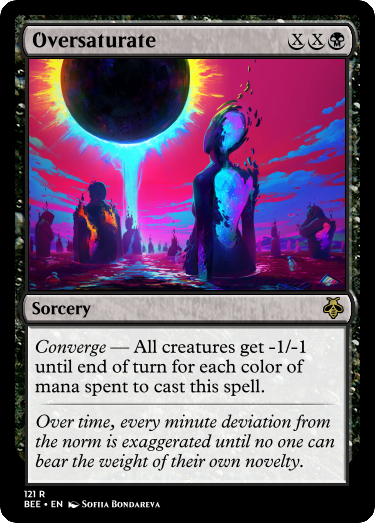 Oversaturate XX
Sorcery
Converge — All creatures get -1/-1
until end of turn for each color of
mana spent to cast this spell.
Over time, every minute deviation from
the norm is exaggerated until no one can
bear the weight of their own novelty.
121 R
BEE • EN Sofiia Bondareva